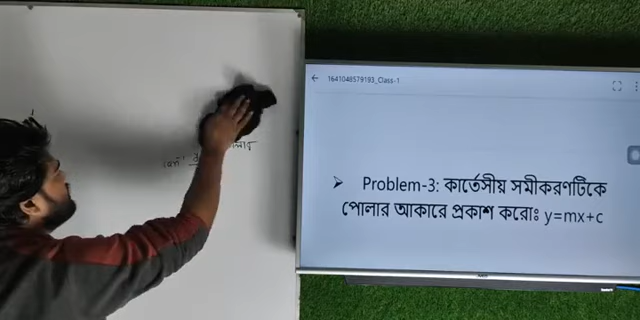 1641048579193_Class-1
➤ Problem-3: কার্তেসীয় সমীকরণটিকে
পোলার আকারে প্রকাশ করোঃ y=mx+c